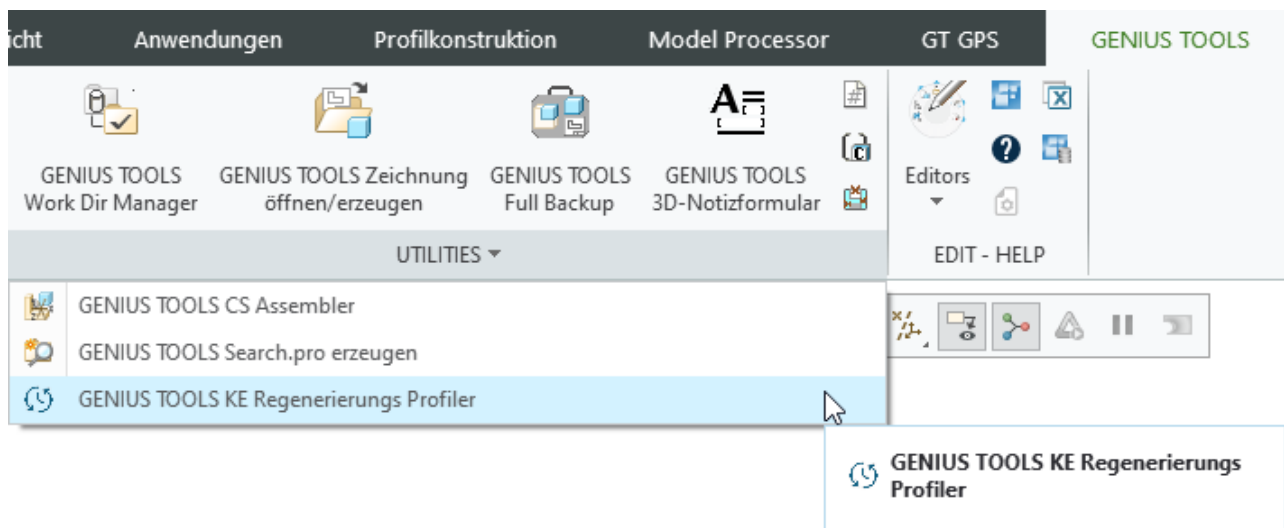 icht Anwendungen Profilkonstruktion Model Processor GT GPS GENIUS TOOLS
GENIUS TOOLS
Work Dir Manager
GENIUS TOOLS Zeichnung
öffnen/erzeugen
GENIUS TOOLS
Full Backup
A
GENIUS TOOLS
3D-Notizformular
#
c
Editors
?
X
UTILITIES
EDIT - HELP
GENIUS TOOLS CS Assembler
GENIUS TOOLS Search.pro erzeugen
GENIUS TOOLS KE Regenerierungs Profiler
GENIUS TOOLS KE Regenerierungs
Profiler